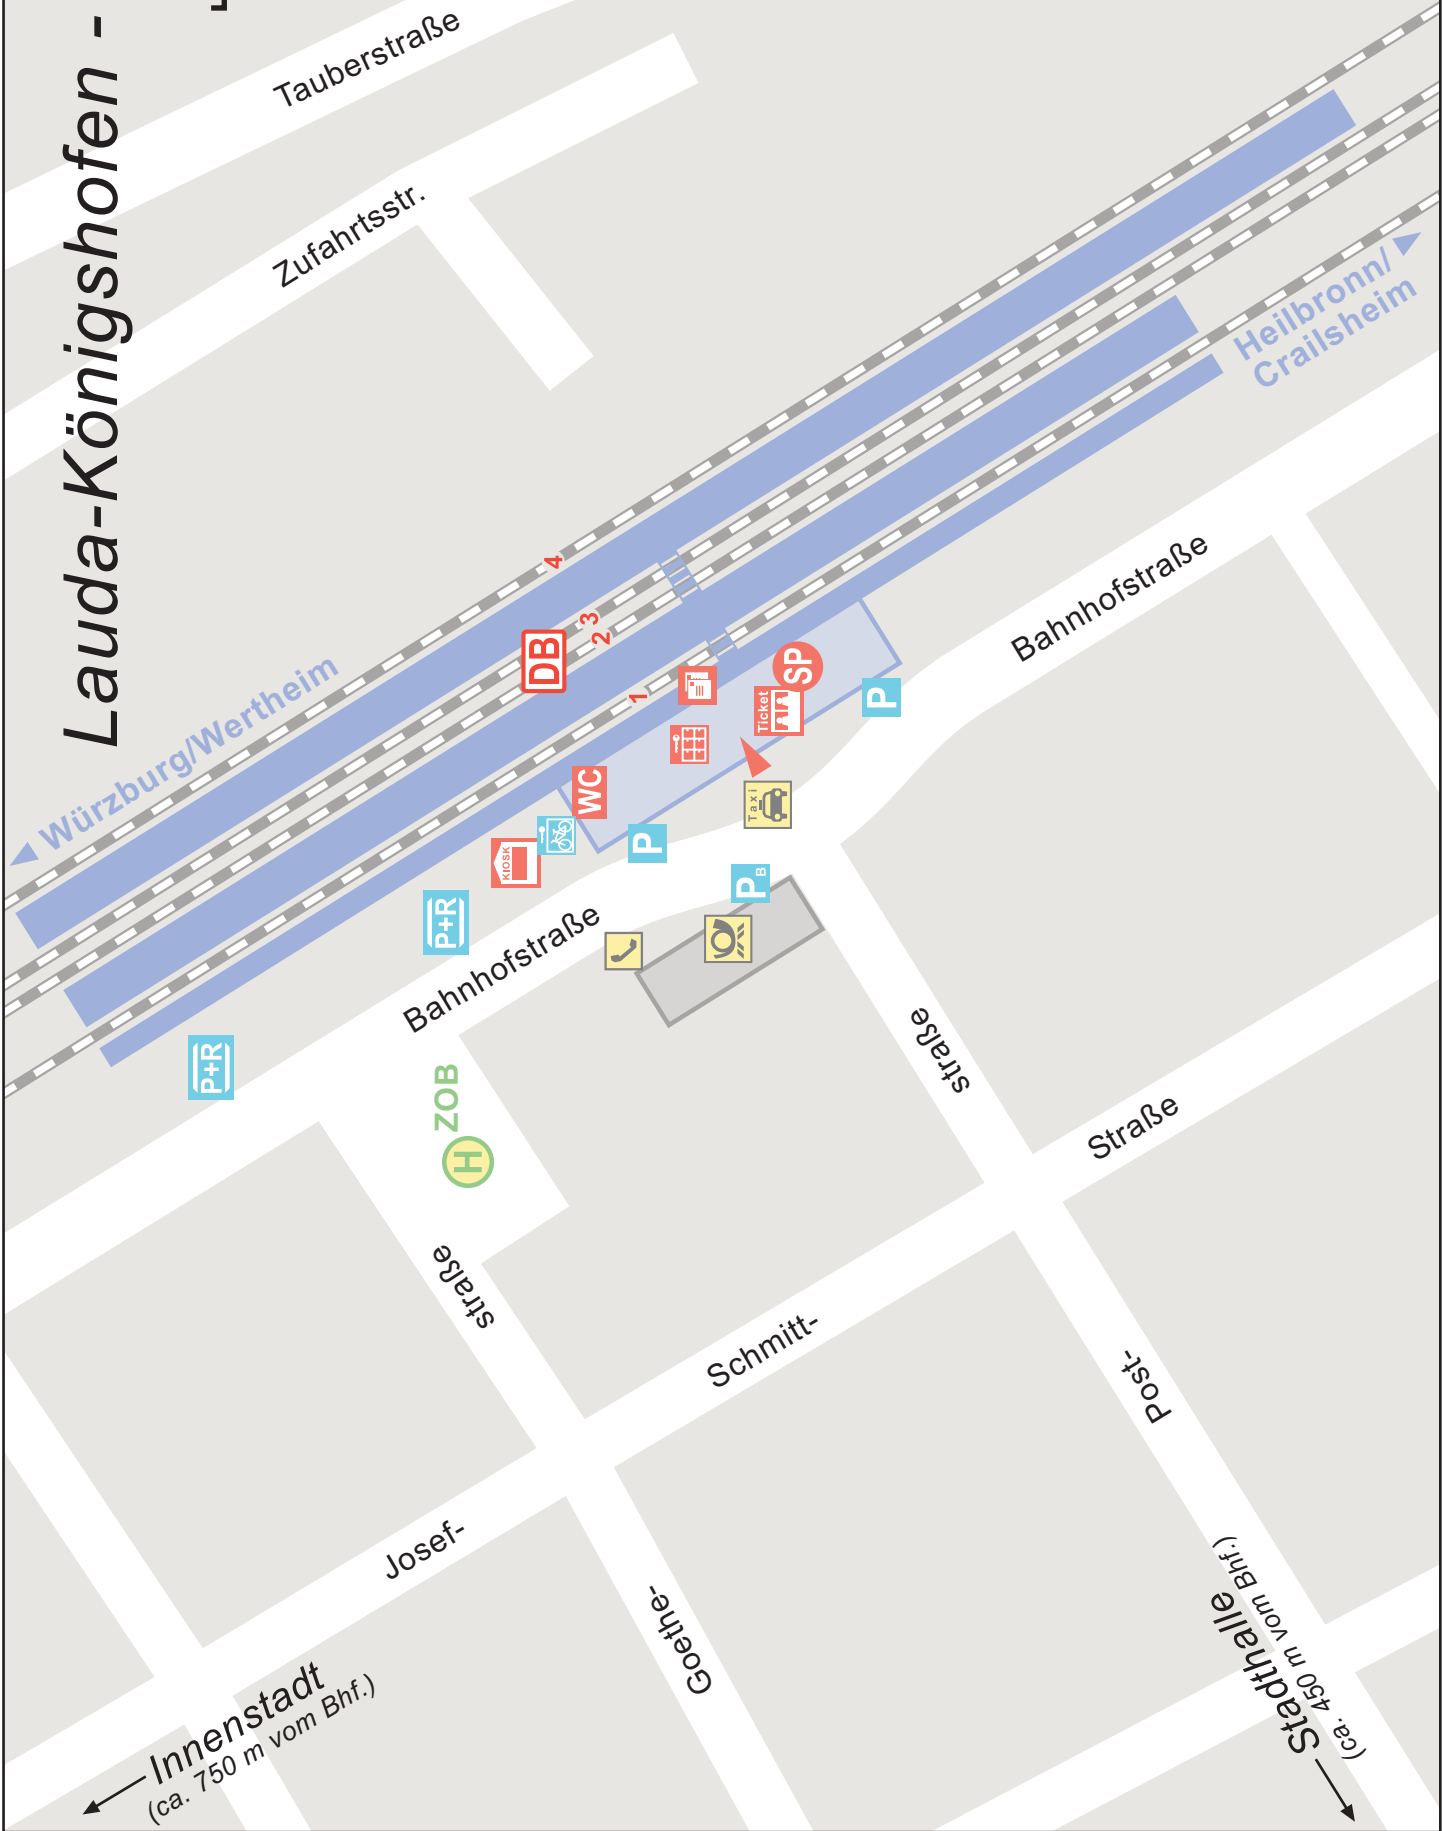 Lauda-Königshofen -
Tauberstraße
Zufahrtsstr.
Würzburg/Wertheim
Heilbronn/
Crailsheim
4
3
2
1
DB
SP
Ticket
WC
KIOSK
P
P
P B
P+R
P+R
Taxi
Bahnhofstraße
Bahnhofstraße
ZOB
H
Goethe-
straße
Post-
straße
Josef-
Schmitt-
Straße
Innenstadt
(ca. 750 m vom Bhf.)
Stadthalle
(ca. 450 m vom Bhf.)